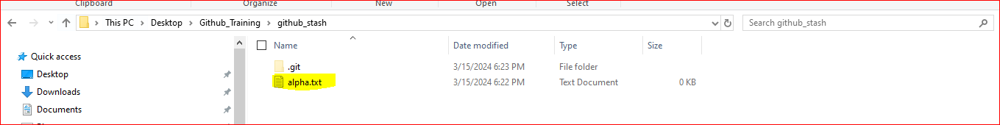 Clipboard Organize New Open Select
This PC > Desktop > Github_Training > github_stash
Search github_stash
Name Date modified Type Size
Quick access
.git 3/15/2024 6:23 PM File folder
Desktop
alpha.txt 3/15/2024 6:22 PM Text Document 0 KB
Downloads
Documents